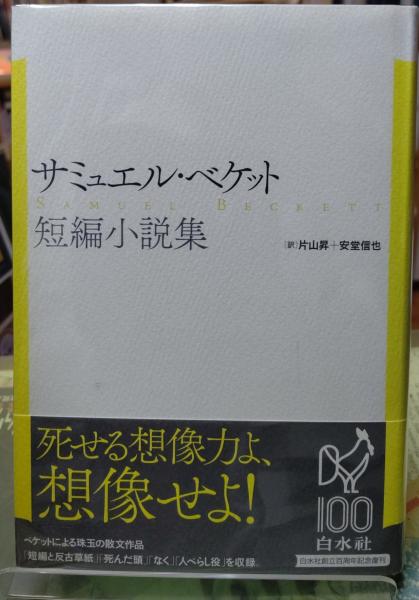 サミュエル・ベケット
SAMUEL BECKETT
短編小説集
［訳］片山昇＋安堂信也
死せる想像力よ、
想像せよ!
ベケットによる珠玉の散文作品
「短編と反古草紙」「死んだ頭」「なく」「人べらし役」を収録。
100
白水社
白水社創立百周年記念復刊